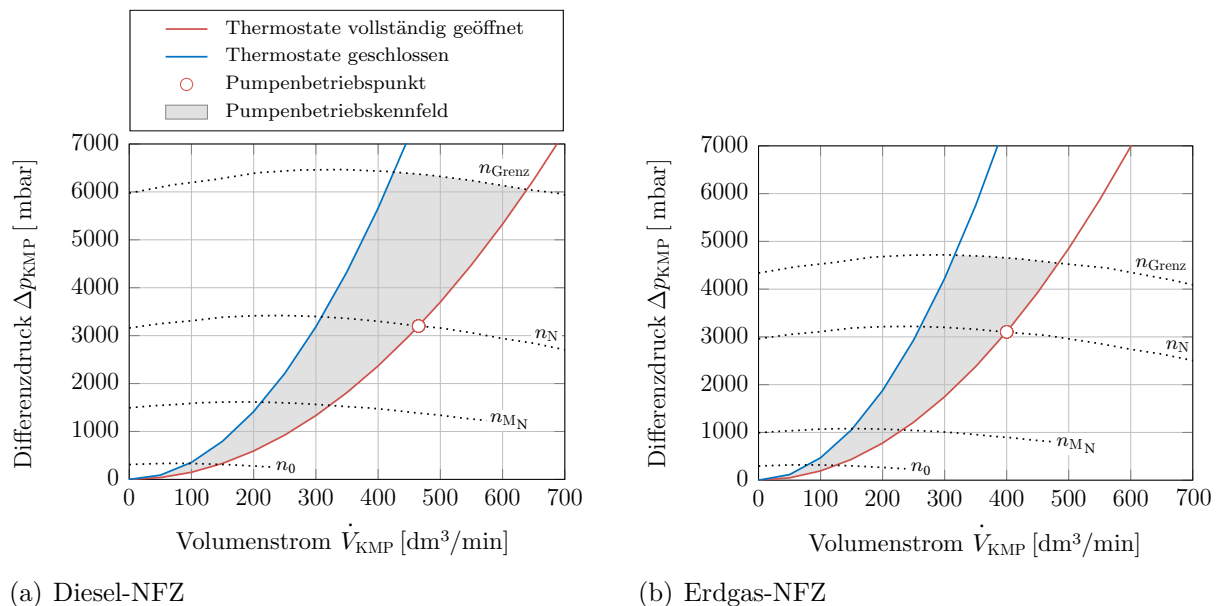 Thermostate vollständig geöffnet
Thermostate geschlossen
Pumpenbetriebspunkt
Pumpenbetriebskennfeld
Differenzdruck Δp_KMP [ mbar]
7000
6000
5000
4000
3000
2000
1000
0
n_Grenz
n_N
n_M_N
n_0
0 100 200 300 400 500 600 700
Volumenstrom V̇_KMP [dm³/min]
(a) Diesel-NFZ
Differenzdruck Δp_KMP [ mbar]
7000
6000
5000
4000
3000
2000
1000
0
n_Grenz
n_N
n_M_N
n_0
0 100 200 300 400 500 600 700
Volumenstrom V̇_KMP [dm³/min]
(b) Erdgas-NFZ